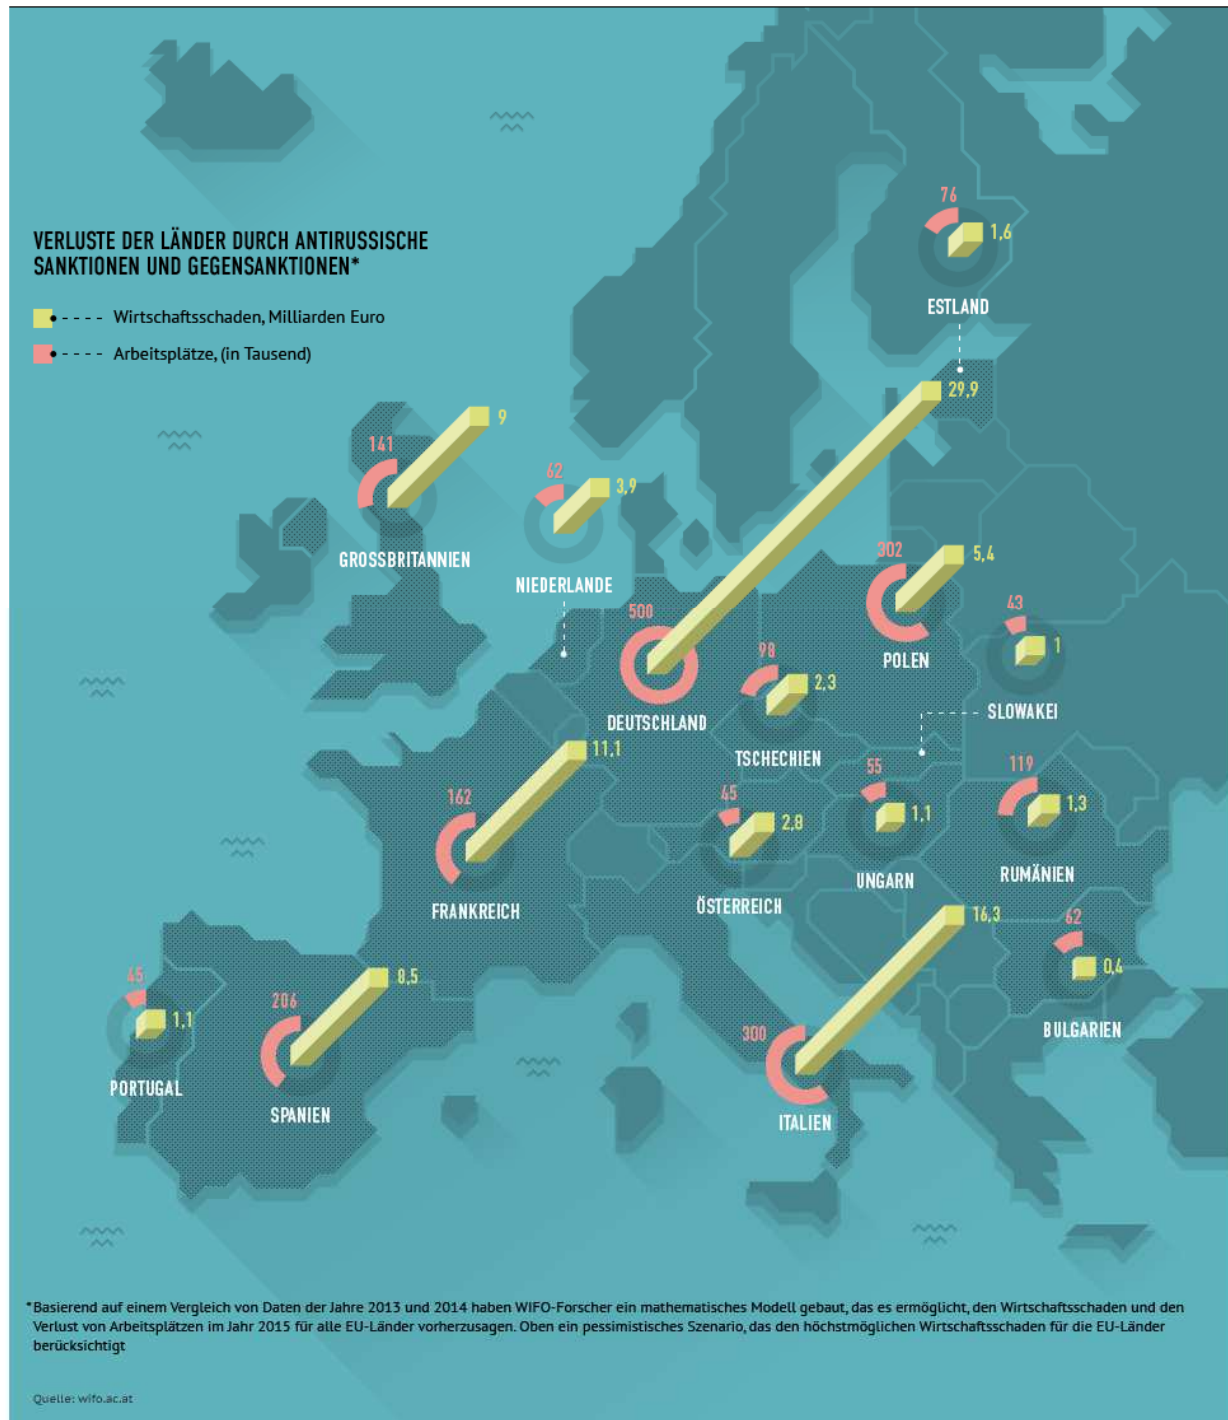 VERLUSTE DER LÄNDER DURCH ANTIRUSSISCHE
SANKTIONEN UND GEGENSANKTIONEN*
Wirtschaftsschaden, Milliarden Euro
Arbeitsplätze, (in Tausend)
76
1,6
ESTLAND
29,9
9
141
GROSSBRITANNIEN
62
3,9
NIEDERLANDE
302
5,4
POLEN
500
DEUTSCHLAND
43
1
SLOWAKEI
98
2,3
TSCHECHIEN
11,1
162
FRANKREICH
45
2,8
ÖSTERREICH
55
1,1
UNGARN
119
1,3
RUMÄNIEN
16,3
300
ITALIEN
62
0,4
BULGARIEN
45
1,1
PORTUGAL
206
8,5
SPANIEN
*Basierend auf einem Vergleich von Daten der Jahre 2013 und 2014 haben WIFO-Forscher ein mathematisches Modell gebaut, das es ermöglicht, den Wirtschaftsschaden und den
Verlust von Arbeitsplätzen im Jahr 2015 für alle EU-Länder vorherzusagen. Oben ein pessimistisches Szenario, das den höchstmöglichen Wirtschaftsschaden für die EU-Länder
berücksichtigt
Quelle: wifo.ac.at